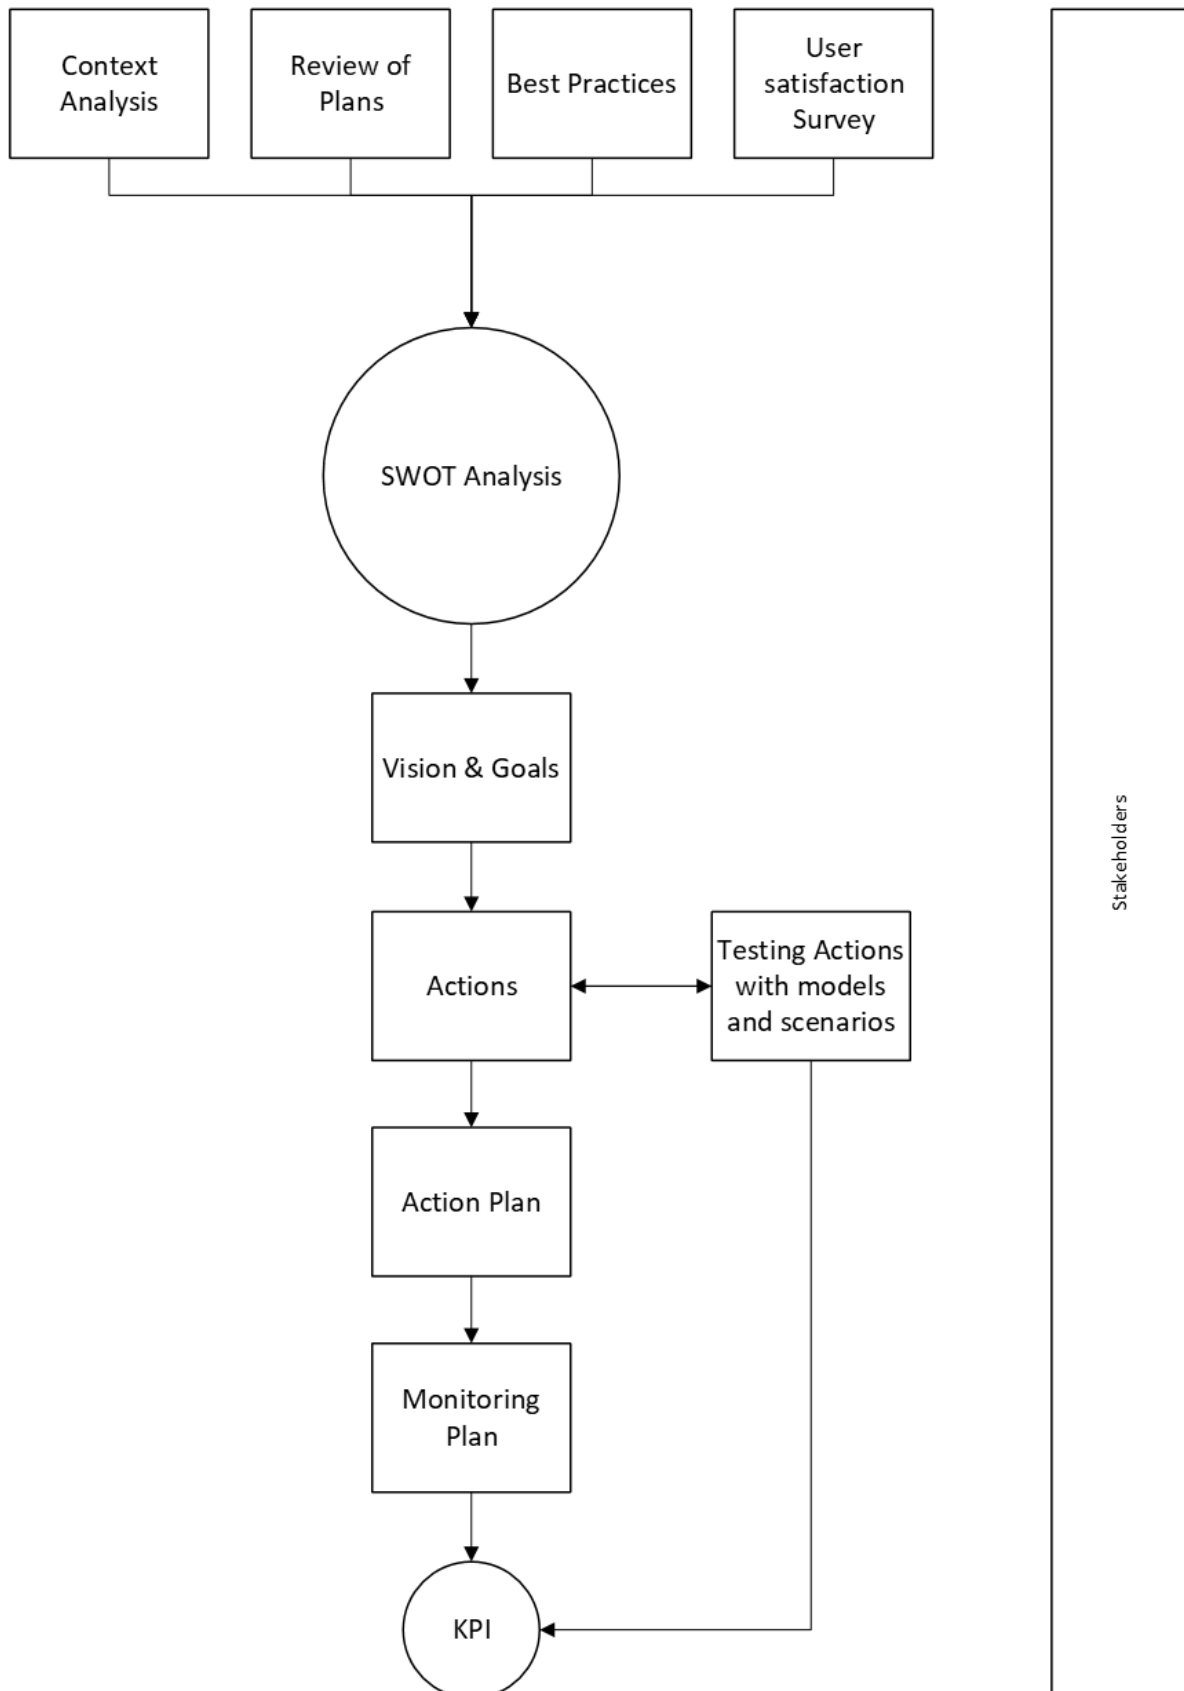 Context
Analysis
Review of
Plans
Best Practices
User
satisfaction
Survey
SWOT Analysis
Vision & Goals
Actions
Testing Actions
with models
and scenarios
Action Plan
Monitoring
Plan
KPI
Stakeholders